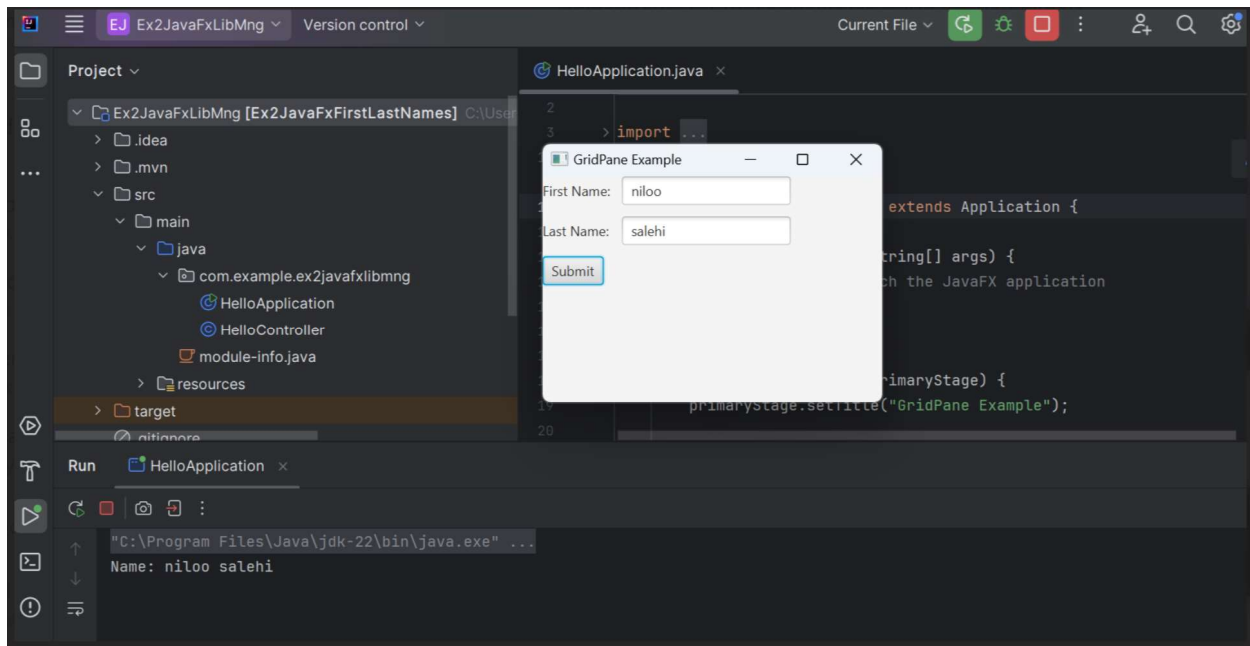 EJ Ex2JavaFxLibMng Version control Current File
Project
HelloApplication.java
Ex2JavaFxLibMng [Ex2JavaFxFirstLastNames] C:\User
.idea
.mvn
src
main
java
com.example.ex2javafxlibmng
HelloApplication
HelloController
module-info.java
resources
target
.gitignore
2
3 import ...
extends Application {
tring[] args) {
ch the JavaFX application
rimaryStage) {
19 primaryStage.setTitle("GridPane Example");
20
GridPane Example
First Name: niloo
Last Name: salehi
Submit
Run HelloApplication
"C:\Program Files\Java\jdk-22\bin\java.exe" ...
Name: niloo salehi